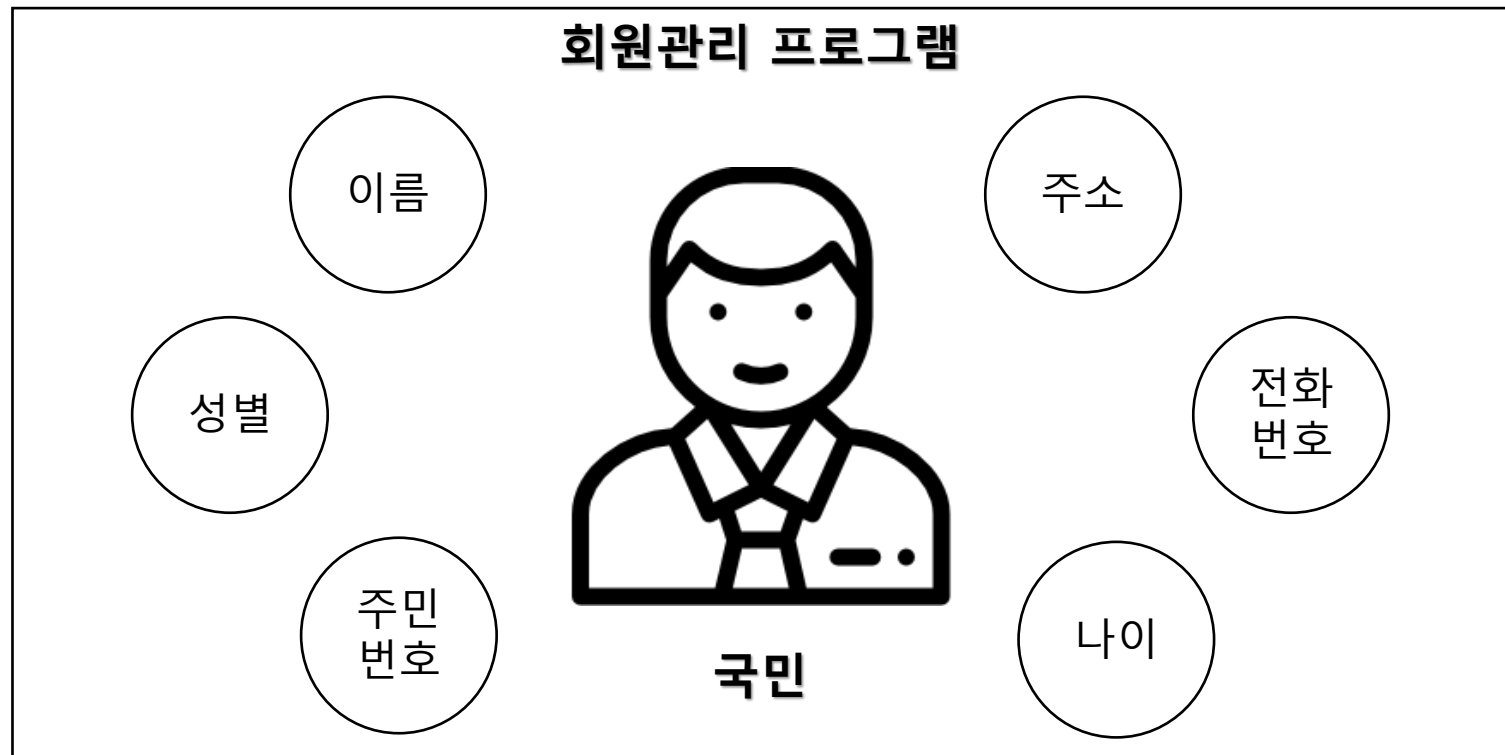 회원관리 프로그램
이름
주소
성별
전화
번호
주민
번호
나이
국민